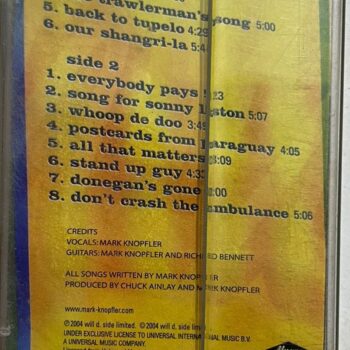 trawlerman's song 5:00
5. back to tupelo 4:29
6. our shangri-la 5:4
side 2
1. everybody pays :23
2. song for sonny liston 5:07
3. whoop de doo 3:49
4. postcards from paraguay 4:05
5. all that matters 3:09
6. stand up guy 4:33
7. donegan's gone :00
8. don't crash the ambulance 5:06
CREDITS
VOCALS: MARK KNOPFLER
GUITARS: MARK KNOPFLER AND RICHARD BENNETT
ALL SONGS WRITTEN BY MARK KNOPFLER
PRODUCED BY CHUCK AINLAY AND MARK KNOPFLER
www.mark-knopfler.com
℗ 2004 will d. side limited. © 2004 will d. side limited
UNDER EXCLUSIVE LICENSE TO UNIVERSAL INTERNATIONAL MUSIC B.V.
A UNIVERSAL MUSIC COMPANY.